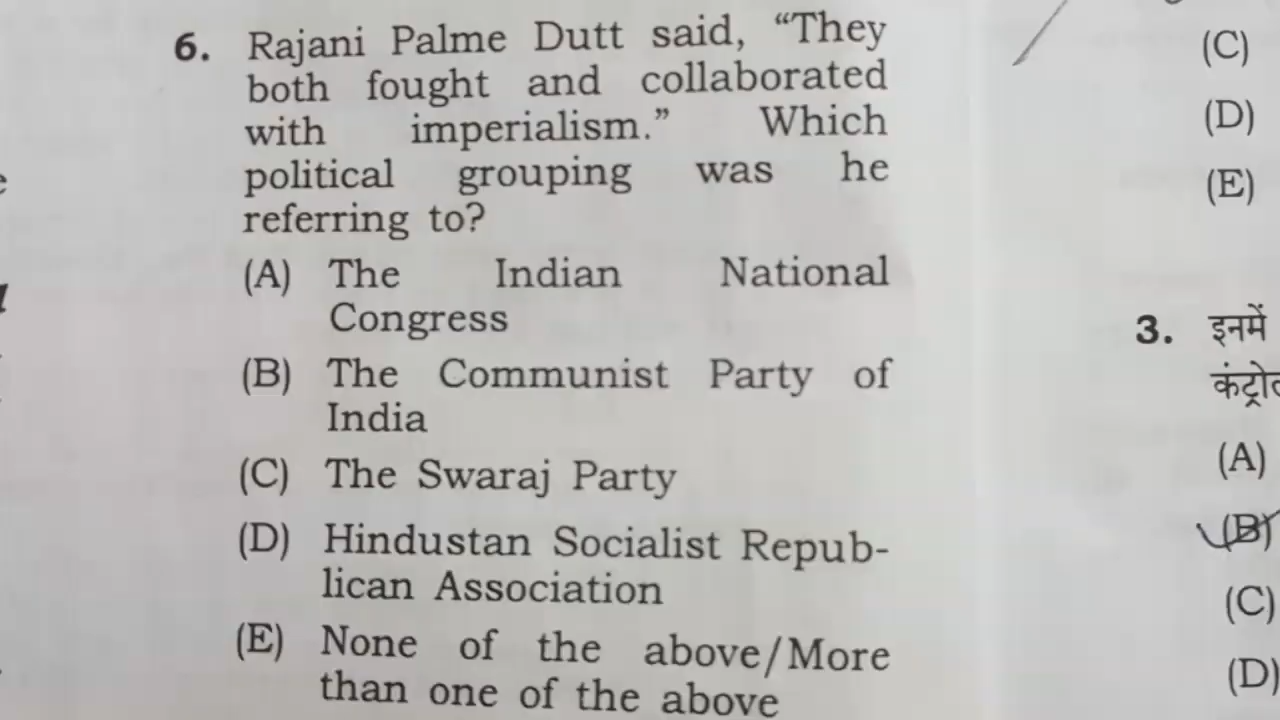 6. Rajani Palme Dutt said, “They
both fought and collaborated
with imperialism.” Which
political grouping was he
referring to?
(A) The Indian National
Congress
(B) The Communist Party of
India
(C) The Swaraj Party
(D) Hindustan Socialist Repub-
lican Association
(E) None of the above/More
than one of the above
(C)
(D)
(E)
3. इनमें
(A)
(B)
(C)
(D)